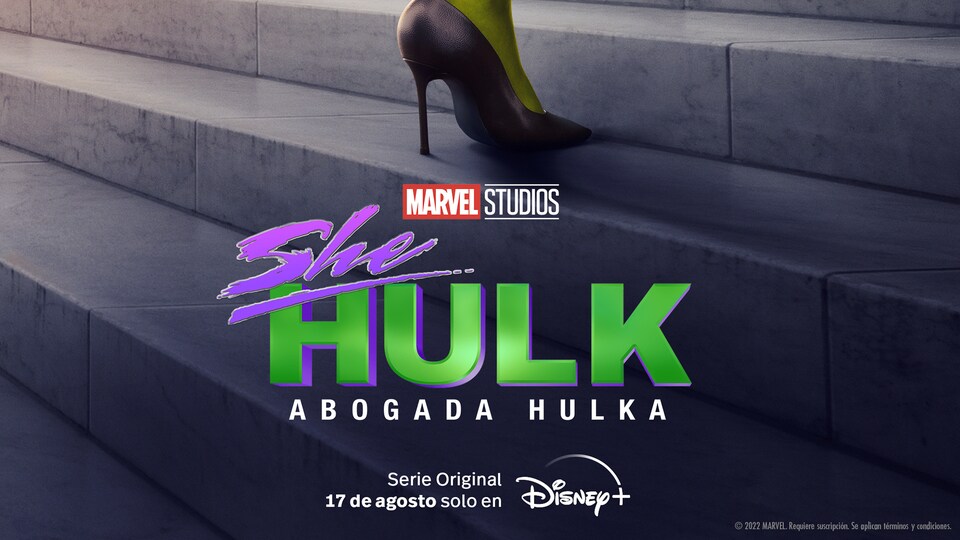 MARVEL STUDIOS
She
HULK
ABOGADA HULKA
Serie Original
17 de agosto solo en Disney+
© 2022 MARVEL. Requiere suscripción. Se aplican términos y condiciones.